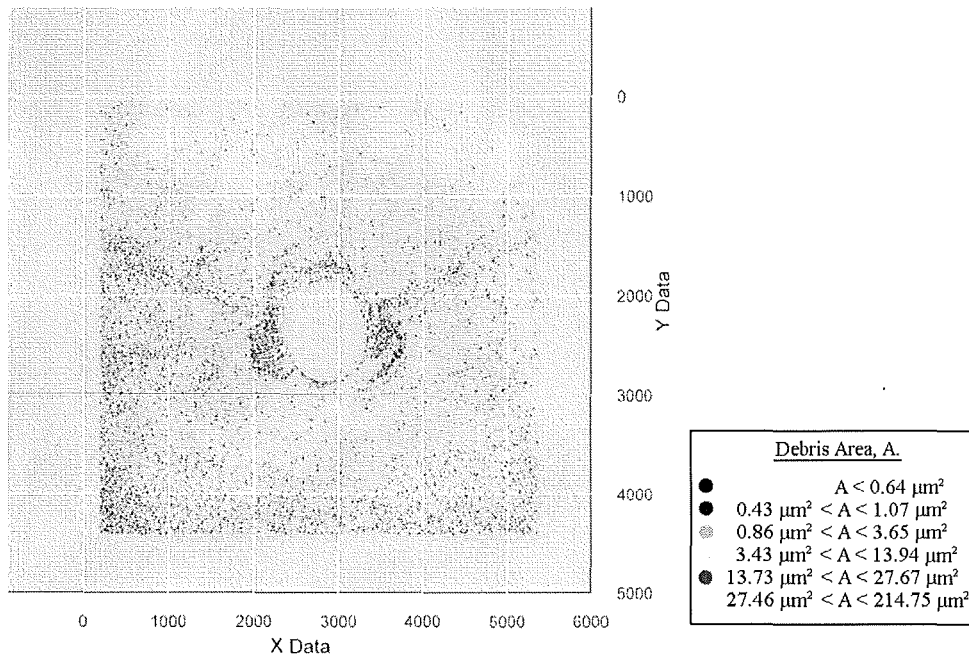 0
1000
2000
3000
4000
5000
Y Data
0 1000 2000 3000 4000 5000 6000
X Data
Debris Area, A.
A < 0.64 µm²
0.43 µm² < A < 1.07 µm²
0.86 µm² < A < 3.65 µm²
3.43 µm² < A < 13.94 µm²
13.73 µm² < A < 27.67 µm²
27.46 µm² < A < 214.75 µm²